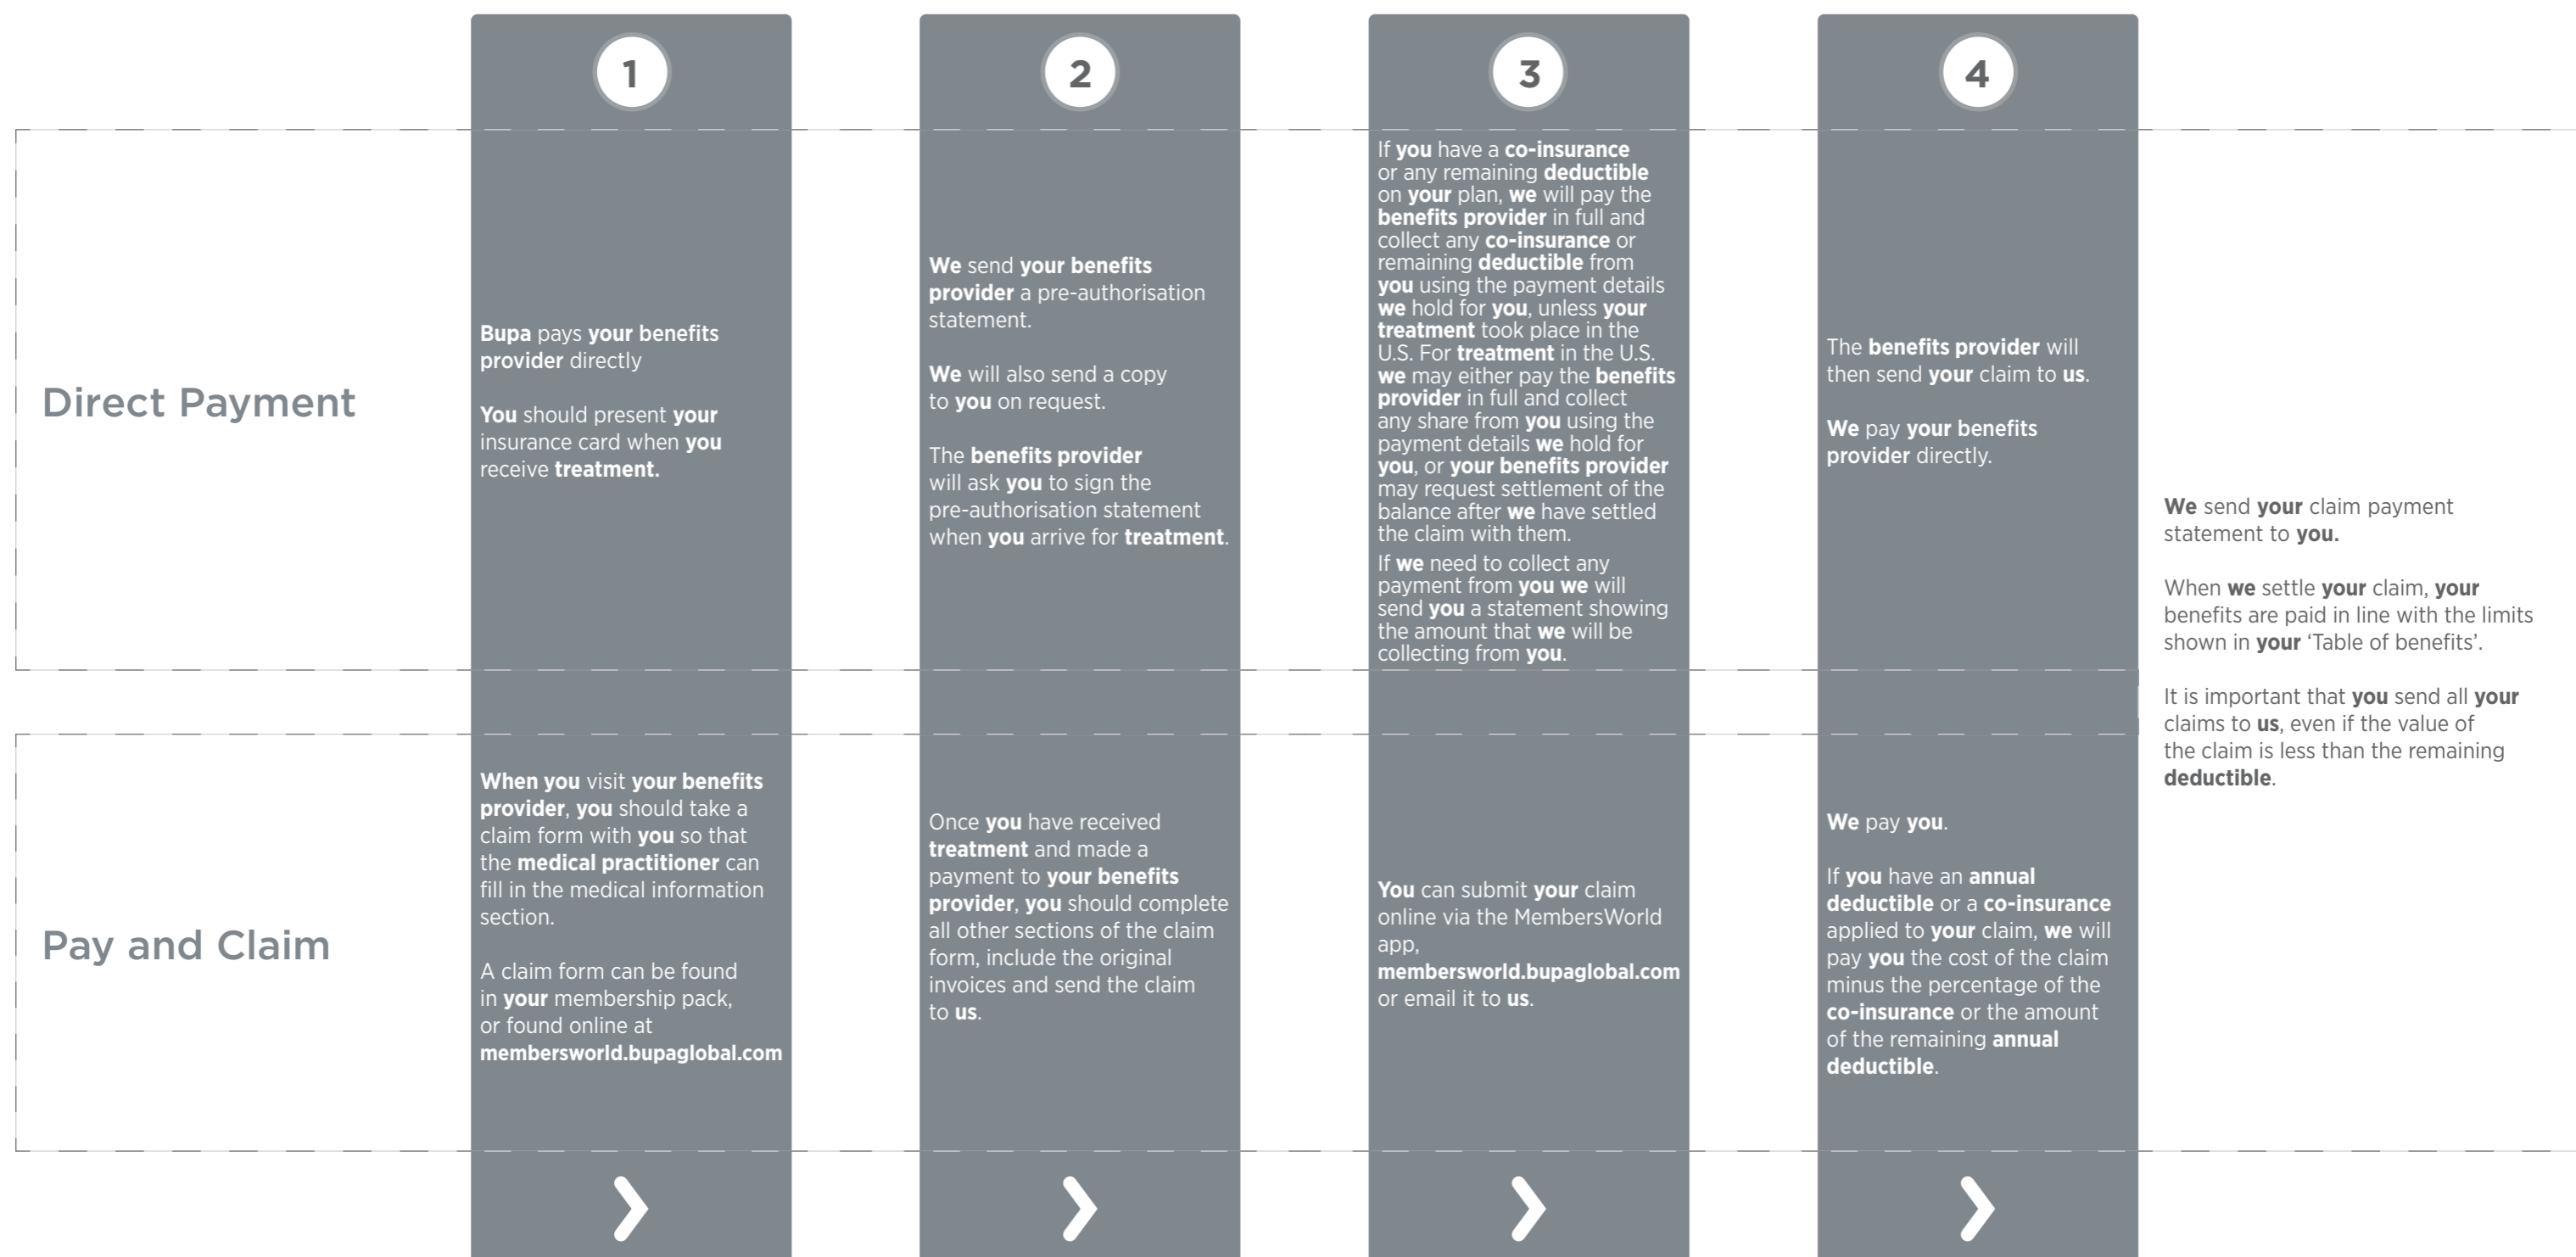 1
2
3
4
Direct Payment
Bupa pays your benefits
provider directly
You should present your
insurance card when you
receive treatment.
We send your benefits
provider a pre-authorisation
statement.
We will also send a copy
to you on request.
The benefits provider
will ask you to sign the
pre-authorisation statement
when you arrive for treatment.
If you have a co-insurance
or any remaining deductible
on your plan, we will pay the
benefits provider in full and
collect any co-insurance or
remaining deductible from
you using the payment details
we hold for you, unless your
treatment took place in the
U.S. For treatment in the U.S.
we may either pay the benefits
provider in full and collect
any share from you using the
payment details we hold for
you, or your benefits provider
may request settlement of the
balance after we have settled
the claim with them.
If we need to collect any
payment from you we will
send you a statement showing
the amount that we will be
collecting from you.
The benefits provider will
then send your claim to us.
We pay your benefits
provider directly.
Pay and Claim
When you visit your benefits
provider, you should take a
claim form with you so that
the medical practitioner can
fill in the medical information
section.
A claim form can be found
in your membership pack,
or found online at
membersworld.bupaglobal.com
Once you have received
treatment and made a
payment to your benefits
provider, you should complete
all other sections of the claim
form, include the original
invoices and send the claim
to us.
You can submit your claim
online via the MembersWorld
app,
membersworld.bupaglobal.com
or email it to us.
We pay you.
If you have an annual
deductible or a co-insurance
applied to your claim, we will
pay you the cost of the claim
minus the percentage of the
co-insurance or the amount
of the remaining annual
deductible.
We send your claim payment
statement to you.
When we settle your claim, your
benefits are paid in line with the limits
shown in your ‘Table of benefits’.
It is important that you send all your
claims to us, even if the value of
the claim is less than the remaining
deductible.